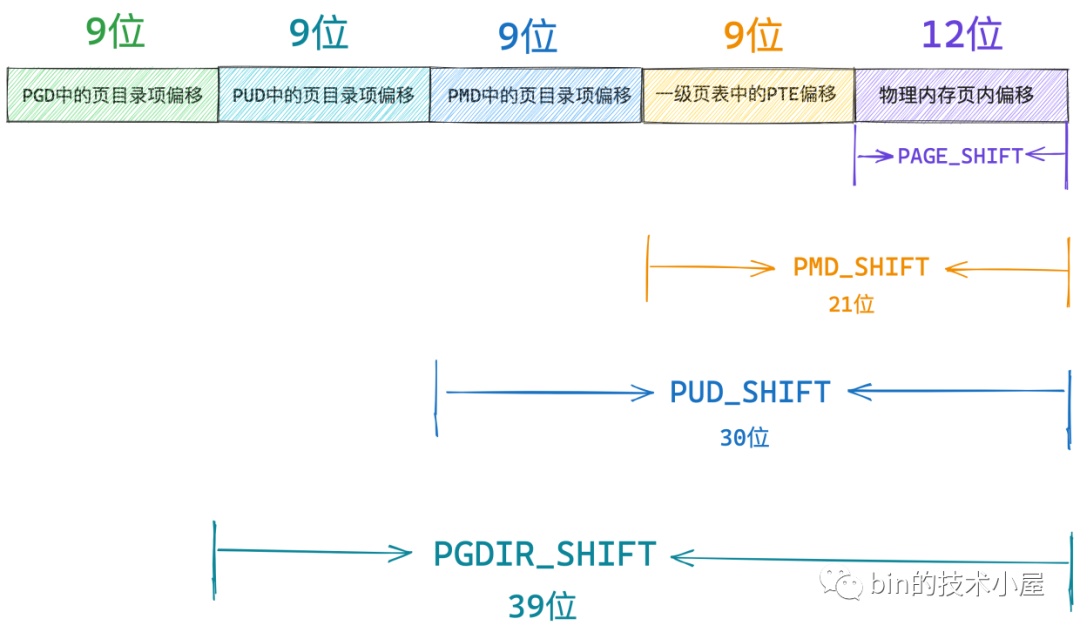 9位 9位 9位 9位 12位
PGD中的页目录项偏移 PUD中的页目录项偏移 PMD中的页目录项偏移 一级页表中的PTE偏移 物理内存页内偏移
PAGE_SHIFT
PMD_SHIFT
21位
PUD_SHIFT
30位
PGDIR_SHIFT
39位
bin的技术小屋